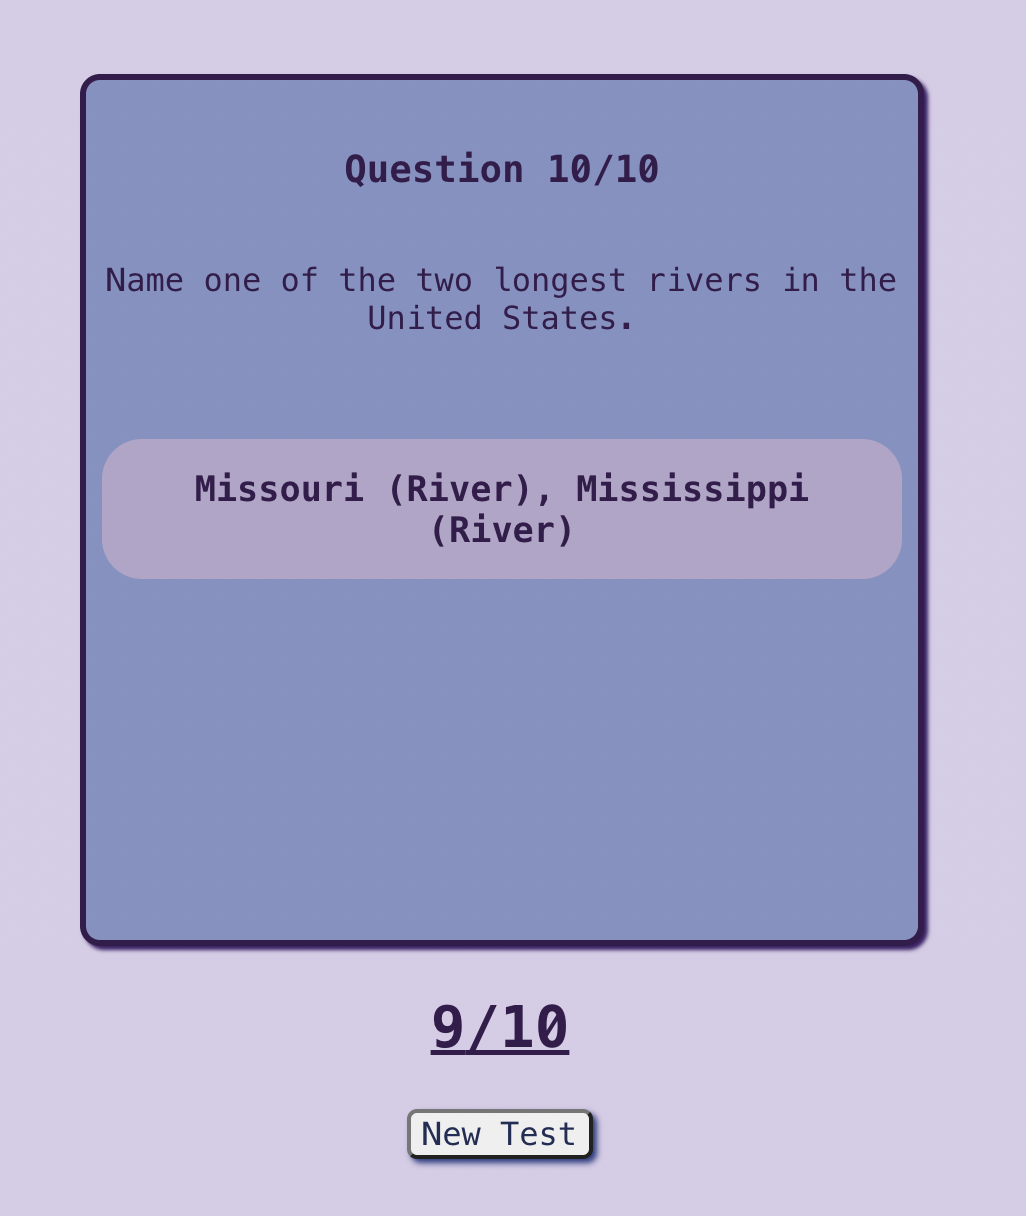 Question 10/10
Name one of the two longest rivers in the
United States.
Missouri (River), Mississippi
(River)
9/10
New Test